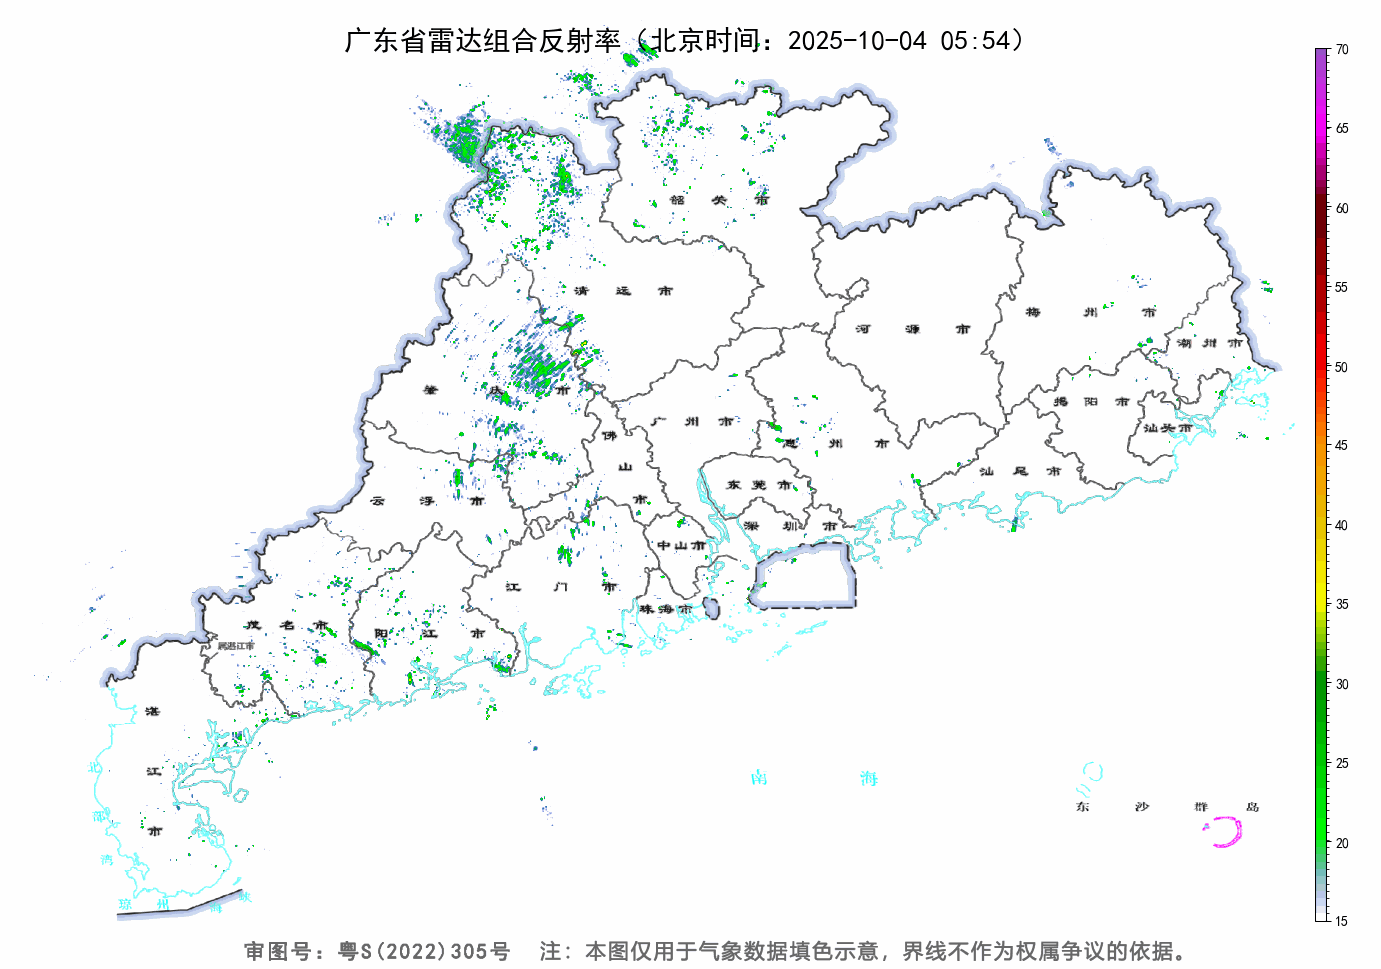 广东省雷达组合反射率（北京时间：2025-10-04 05:54）
70
65
60
55
50
45
40
35
30
25
20
15
韶关市
清远市
河源市
梅州市
潮州市
肇庆市
广州市
佛山市
惠州市
揭阳市
汕头市
汕尾市
云浮市
东莞市
深圳市
中山市
江门市
珠海市
茂名市
阳江市
属湛江市
湛江市
北部湾
琼州海峡
南海
东沙群岛
审图号：粤S(2022)305号 注：本图仅用于气象数据填色示意，界线不作为权属争议的依据。